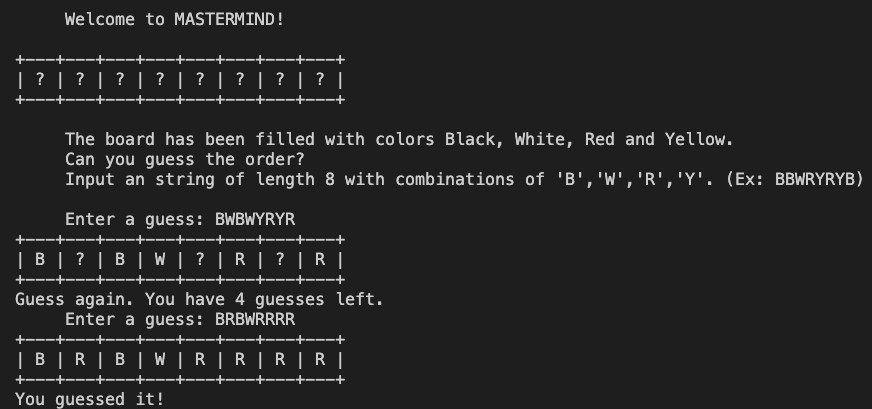 Welcome to MASTERMIND!
+---+---+---+---+---+---+---+---+
| ? | ? | ? | ? | ? | ? | ? | ? |
+---+---+---+---+---+---+---+---+
The board has been filled with colors Black, White, Red and Yellow.
Can you guess the order?
Input an string of length 8 with combinations of 'B','W','R','Y'. (Ex: BBWRYRYB)
Enter a guess: BWBWYRYR
+---+---+---+---+---+---+---+---+
| B | ? | B | W | ? | R | ? | R |
+---+---+---+---+---+---+---+---+
Guess again. You have 4 guesses left.
Enter a guess: BRBWRRRR
+---+---+---+---+---+---+---+---+
| B | R | B | W | R | R | R | R |
+---+---+---+---+---+---+---+---+
You guessed it!